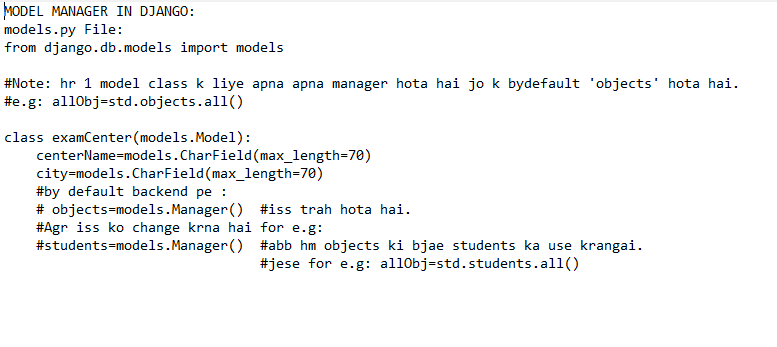 MODEL MANAGER IN DJANGO:
models.py File:
from django.db.models import models
#Note: hr 1 model class k liye apna apna manager hota hai jo k bydefault 'objects' hota hai.
#e.g: allObj=std.objects.all()
class examCenter(models.Model):
    centerName=models.CharField(max_length=70)
    city=models.CharField(max_length=70)
    #by default backend pe :
    # objects=models.Manager()  #iss trah hota hai.
    #Agr iss ko change krna hai for e.g:
    #students=models.Manager()  #abb hm objects ki bjae students ka use krangai.
                                #jese for e.g: allObj=std.students.all()